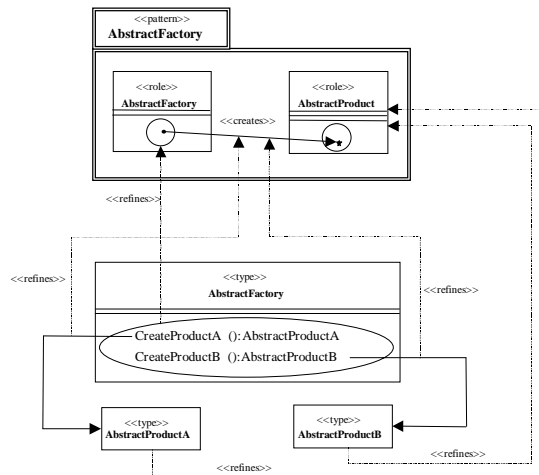 <<pattern>>
AbstractFactory
<<role>>
AbstractFactory
<<role>>
AbstractProduct
<<creates>>
<<refines>>
<<refines>>
<<refines>>
<<type>>
AbstractFactory
CreateProductA ():AbstractProductA
CreateProductB ():AbstractProductB
<<type>>
AbstractProductA
<<type>>
AbstractProductB
<<refines>>
<<refines>>